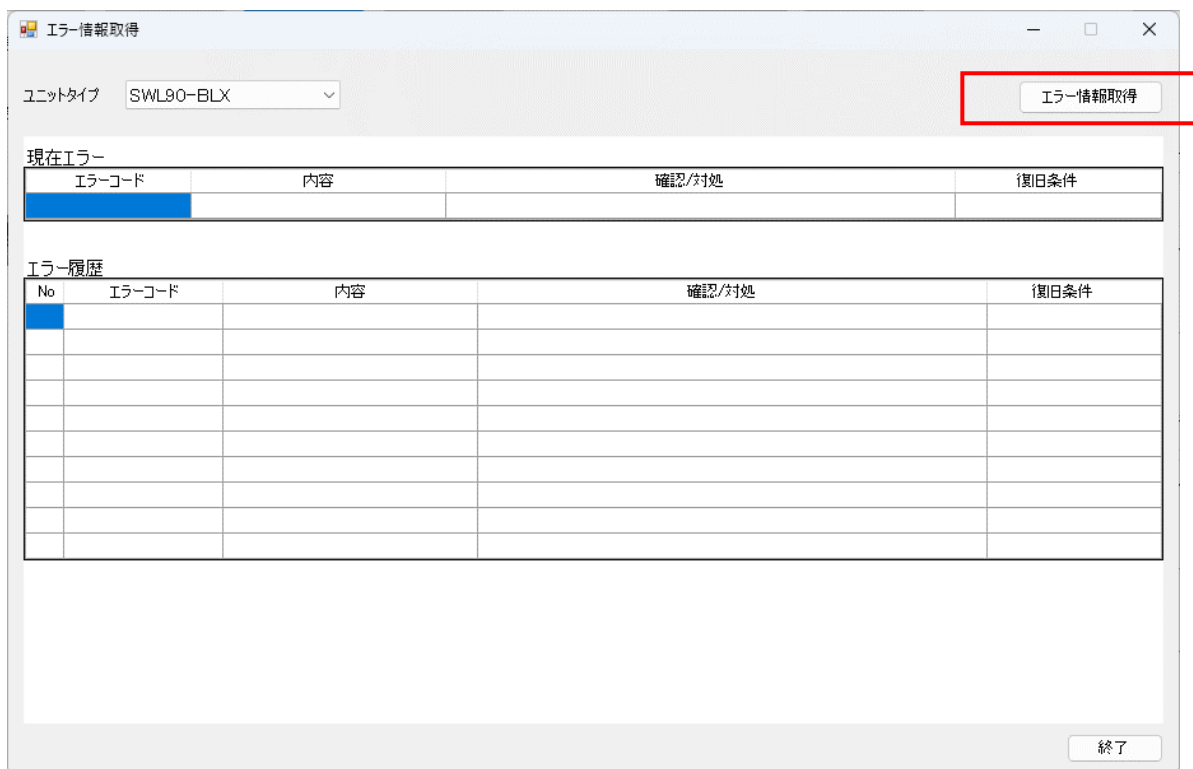 エラー情報取得
ユニットタイプ SWL90-BLX エラー情報取得
現在エラー
エラーコード 内容 確認/対処 復旧条件
エラー履歴
No エラーコード 内容 確認/対処 復旧条件
終了